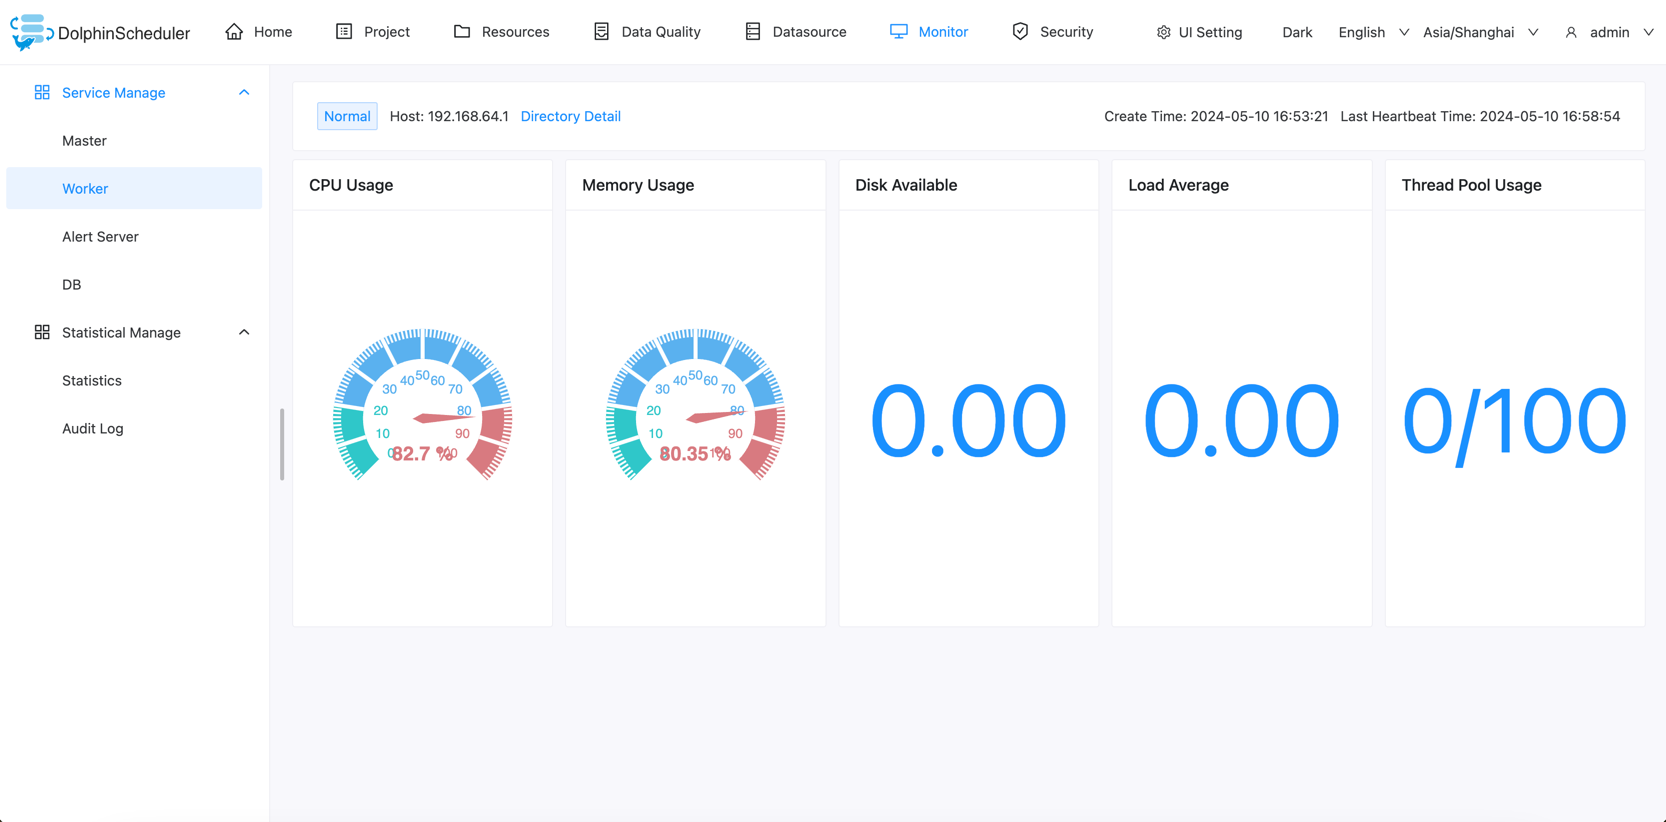 DolphinScheduler Home Project Resources Data Quality Datasource Monitor Security UI Setting Dark English Asia/Shanghai admin
Service Manage
Master
Worker
Alert Server
DB
Statistical Manage
Statistics
Audit Log
Normal Host: 192.168.64.1 Directory Detail Create Time: 2024-05-10 16:53:21 Last Heartbeat Time: 2024-05-10 16:58:54
CPU Usage
0 10 20 30 40 50 60 70 80 90 100
82.7 %
Memory Usage
0 10 20 30 40 50 60 70 80 90 100
80.35 %
Disk Available
0.00
Load Average
0.00
Thread Pool Usage
0/100